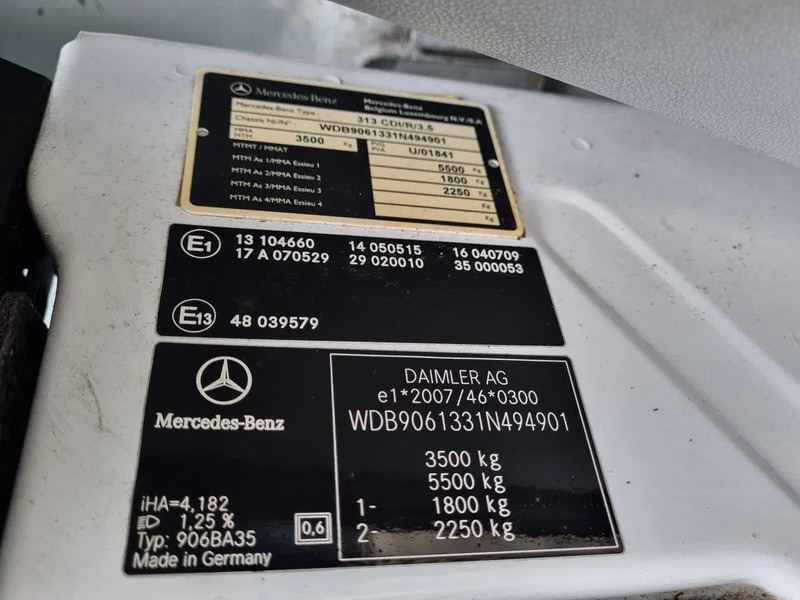 Mercedes Benz
Mercedes-Benz
Belgium Luxembourg N.V./S.A
Mercedes-Benz Type : 313 CDI/R/3.5
Chassis Nr/N° WDB9061331N494901
MMA
MTM 3500 Kg PVG
PVA U/01841
MTMT / MMAT 5500 Kg
MTM As 1/MMA Essieu 1 1800 Kg
MTM As 2/MMA Essieu 2 2250 Kg
MTM As 3/MMA Essieu 3 Kg
MTM As 4/MMA Essieu 4 Kg
E1 13 104660 14 050515 16 040709
17 A 070529 29 020010 35 000053
E13 48 039579
Mercedes-Benz
DAIMLER AG
e1*2007/46*0300
WDB9061331N494901
3500 kg
5500 kg
1- 1800 kg
2- 2250 kg
iHA=4,182
1,25 %
Typ: 906BA35
Made in Germany
0,6